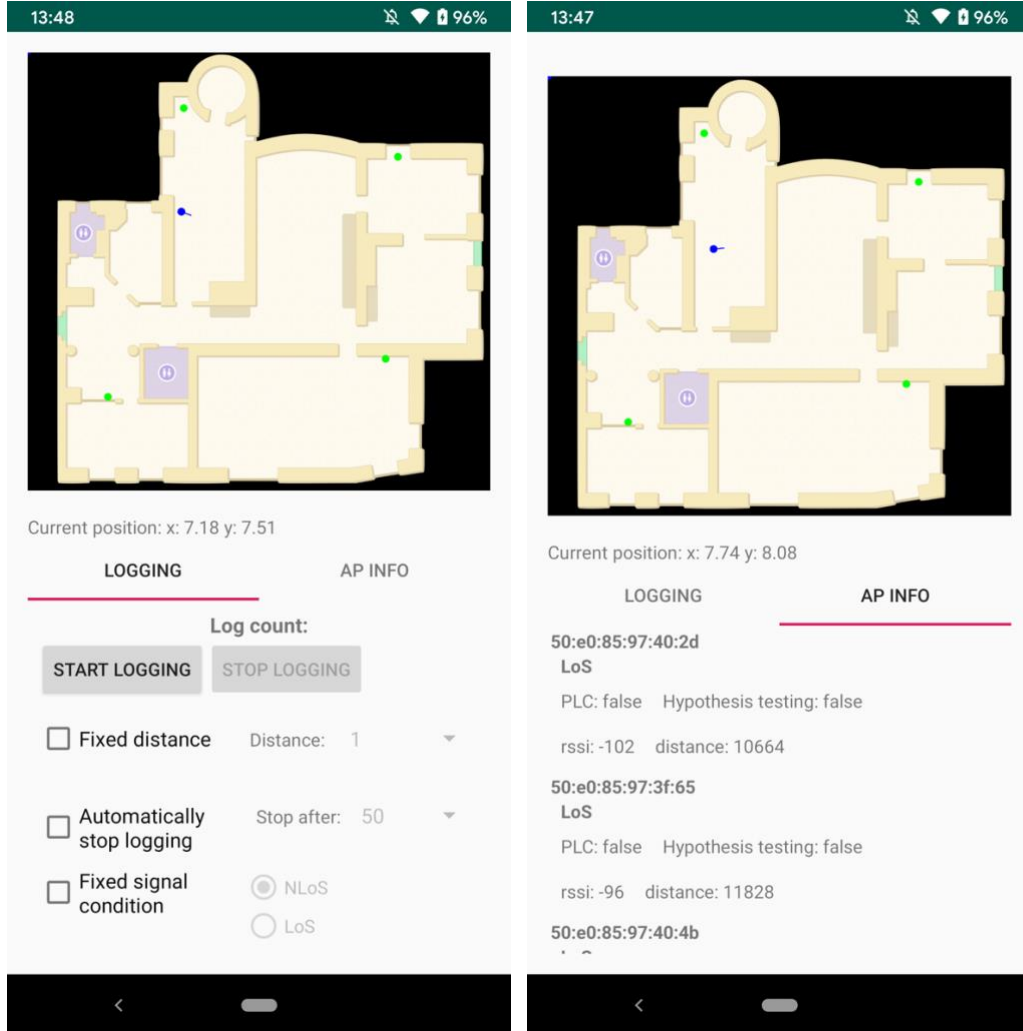 13:48
96%
Current position: x: 7.18 y: 7.51
LOGGING AP INFO
Log count:
START LOGGING STOP LOGGING
Fixed distance Distance: 1
Automatically stop logging Stop after: 50
Fixed signal condition NLoS
LoS
13:47
96%
Current position: x: 7.74 y: 8.08
LOGGING AP INFO
50:e0:85:97:40:2d
LoS
PLC: false Hypothesis testing: false
rssi: -102 distance: 10664
50:e0:85:97:3f:65
LoS
PLC: false Hypothesis testing: false
rssi: -96 distance: 11828
50:e0:85:97:40:4b